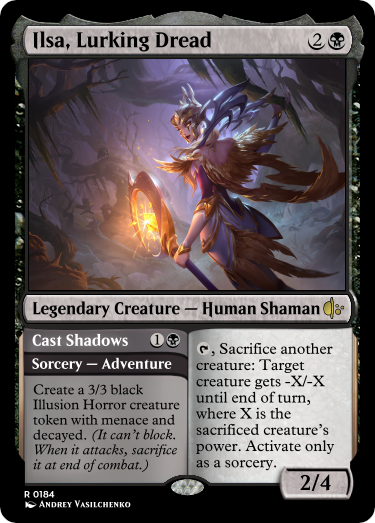 Ilsa, Lurking Dread 2
Legendary Creature — Human Shaman
Cast Shadows 1
Sorcery — Adventure
Create a 3/3 black
Illusion Horror creature
token with menace and
decayed. (It can't block.
When it attacks, sacrifice
it at end of combat.)
, Sacrifice another
creature: Target
creature gets -X/-X
until end of turn,
where X is the
sacrificed creature's
power. Activate only
as a sorcery.
2/4
R 0184
Andrey Vasilchenko